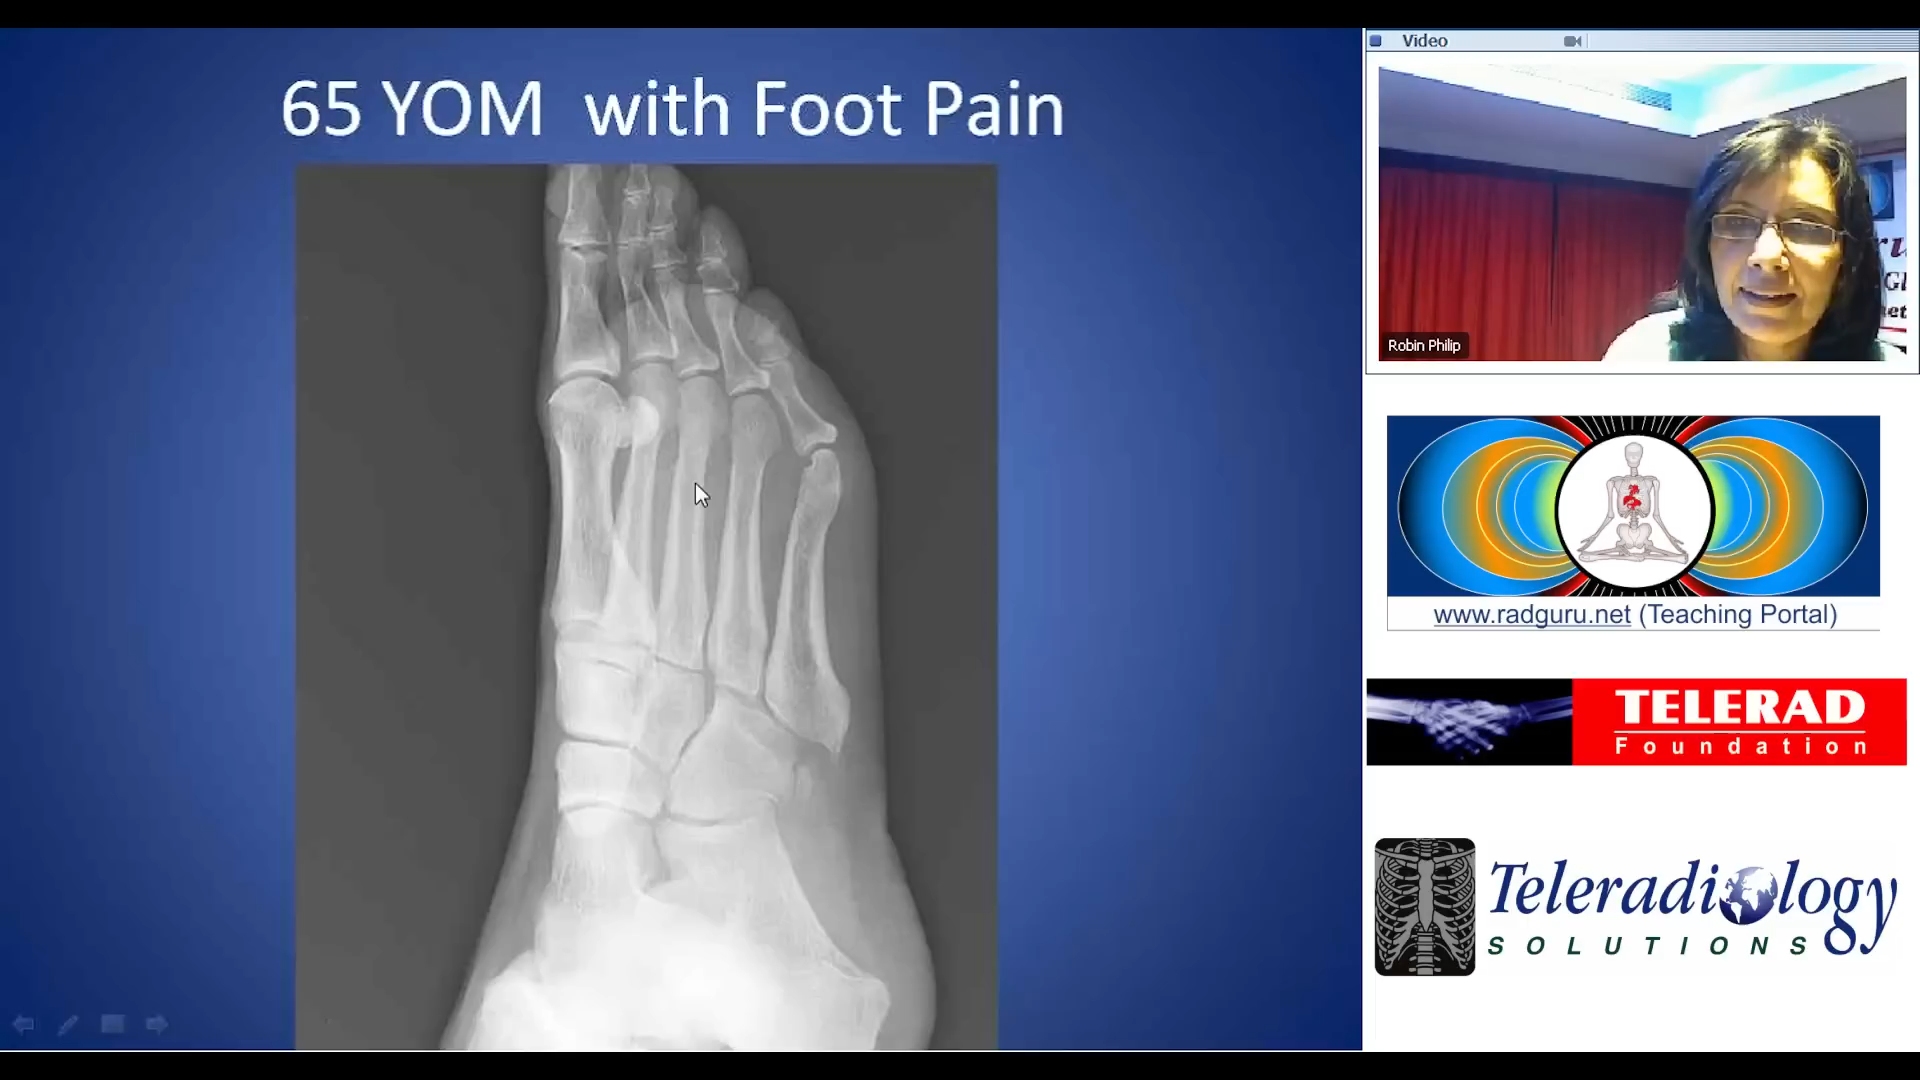 65 YOM with Foot Pain
Video
Robin Philip
www.radguru.net (Teaching Portal)
TELERAD
Foundation
Teleradiology
SOLUTIONS